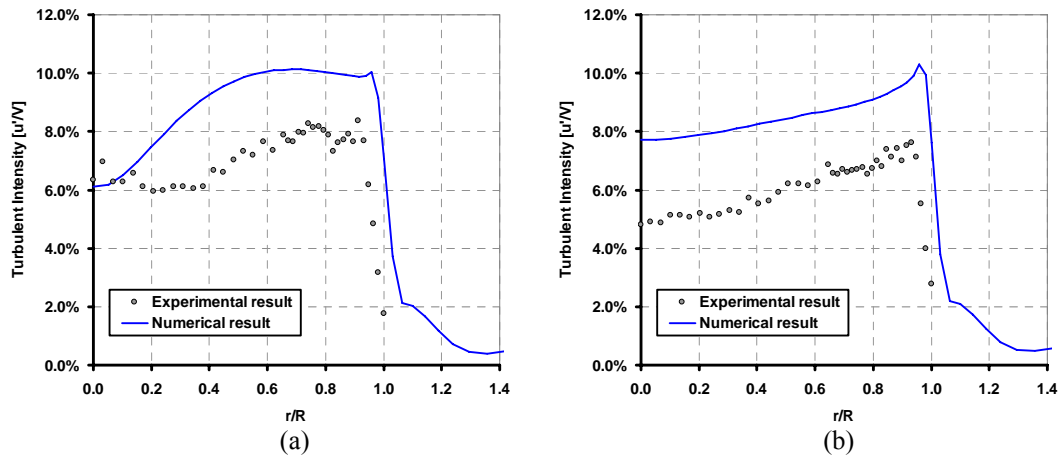 12.0%
10.0%
8.0%
6.0%
4.0%
2.0%
0.0%
Turbulent Intensity [u'/V]
Experimental result
Numerical result
0.0 0.2 0.4 0.6 0.8 1.0 1.2 1.4
r/R
(a)
12.0%
10.0%
8.0%
6.0%
4.0%
2.0%
0.0%
Turbulent Intensity [u'/V]
Experimental result
Numerical result
0.0 0.2 0.4 0.6 0.8 1.0 1.2 1.4
r/R
(b)